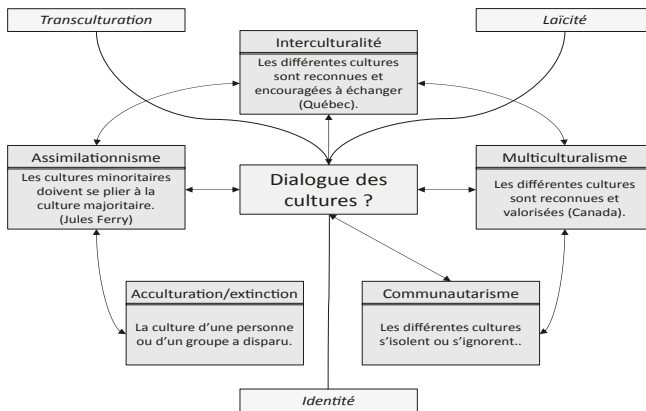 Transculturation
Laïcité
Interculturalité
Les différentes cultures
sont reconnues et
encouragées à échanger
(Québec).
Assimilationnisme
Les cultures minoritaires
doivent se plier à la
culture majoritaire.
(Jules Ferry)
Dialogue des
cultures ?
Multiculturalisme
Les différentes cultures
sont reconnues et
valorisées (Canada).
Acculturation/extinction
La culture d’une personne
ou d’un groupe a disparu.
Communautarisme
Les différentes cultures
s’isolent ou s’ignorent..
Identité